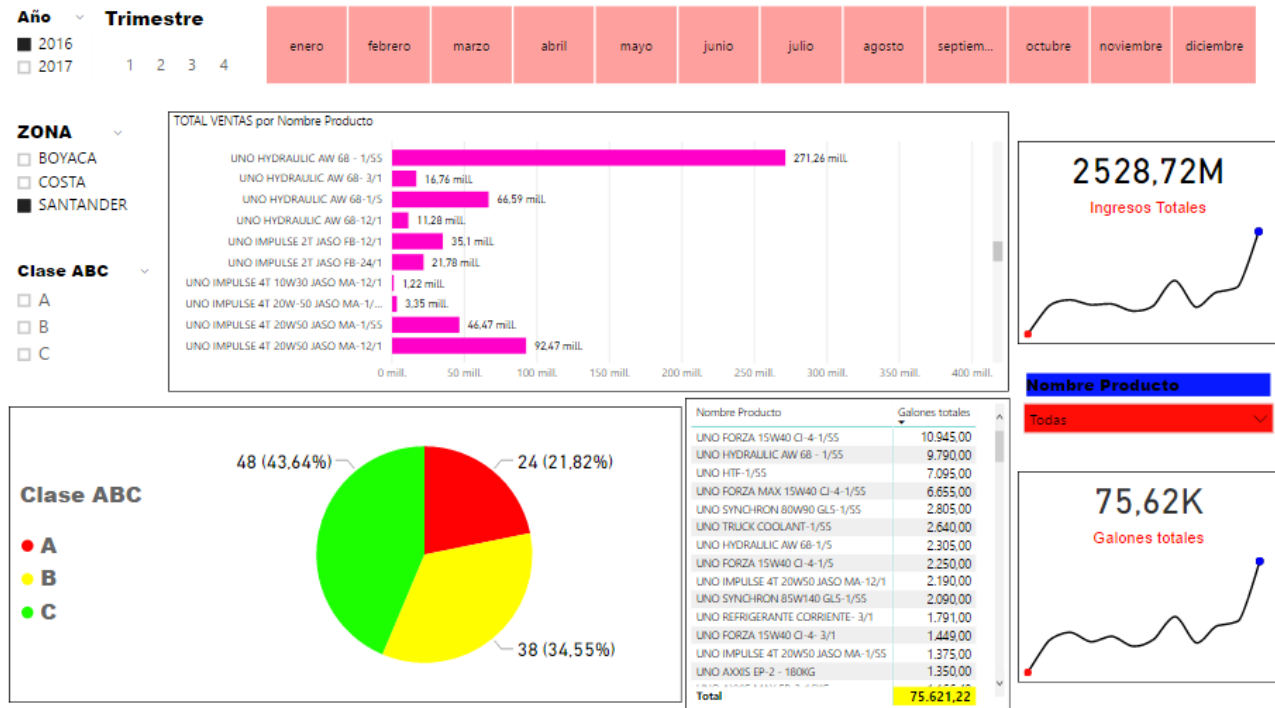 Año
2016
2017
Trimestre
1 2 3 4
enero febrero marzo abril mayo junio julio agosto septiem... octubre noviembre diciembre
ZONA
BOYACA
COSTA
SANTANDER
Clase ABC
A
B
C
TOTAL VENTAS por Nombre Producto
UNO HYDRAULIC AW 68 - 1/55 271,26 mill.
UNO HYDRAULIC AW 68- 3/1 16,76 mill.
UNO HYDRAULIC AW 68-1/5 66,59 mill.
UNO HYDRAULIC AW 68-12/1 11,28 mill.
UNO IMPULSE 2T JASO FB-12/1 35,1 mill.
UNO IMPULSE 2T JASO FB-24/1 21,78 mill.
UNO IMPULSE 4T 10W30 JASO MA-12/1 1,22 mill.
UNO IMPULSE 4T 20W-50 JASO MA-1/... 3,35 mill.
UNO IMPULSE 4T 20W50 JASO MA-1/55 46,47 mill.
UNO IMPULSE 4T 20W50 JASO MA-12/1 92,47 mill.
0 mill. 50 mill. 100 mill. 150 mill. 200 mill. 250 mill. 300 mill. 350 mill. 400 mill.
2528,72M
Ingresos Totales
Nombre Producto
Todas
Clase ABC
A
B
C
48 (43,64%)
24 (21,82%)
38 (34,55%)
Nombre Producto Galones totales
UNO FORZA 15W40 CI-4-1/55 10.945,00
UNO HYDRAULIC AW 68 - 1/55 9.790,00
UNO HTF-1/55 7.095,00
UNO FORZA MAX 15W40 CJ-4-1/55 6.655,00
UNO SYNCHRON 80W90 GL5-1/55 2.805,00
UNO TRUCK COOLANT-1/55 2.640,00
UNO HYDRAULIC AW 68-1/5 2.305,00
UNO FORZA 15W40 CI-4-1/5 2.250,00
UNO IMPULSE 4T 20W50 JASO MA-12/1 2.190,00
UNO SYNCHRON 85W140 GL5-1/55 2.090,00
UNO REFRIGERANTE CORRIENTE- 3/1 1.791,00
UNO FORZA 15W40 CI-4- 3/1 1.449,00
UNO IMPULSE 4T 20W50 JASO MA-1/55 1.375,00
UNO AXXIS EP-2 - 180KG 1.350,00
Total 75.621,22
75,62K
Galones totales